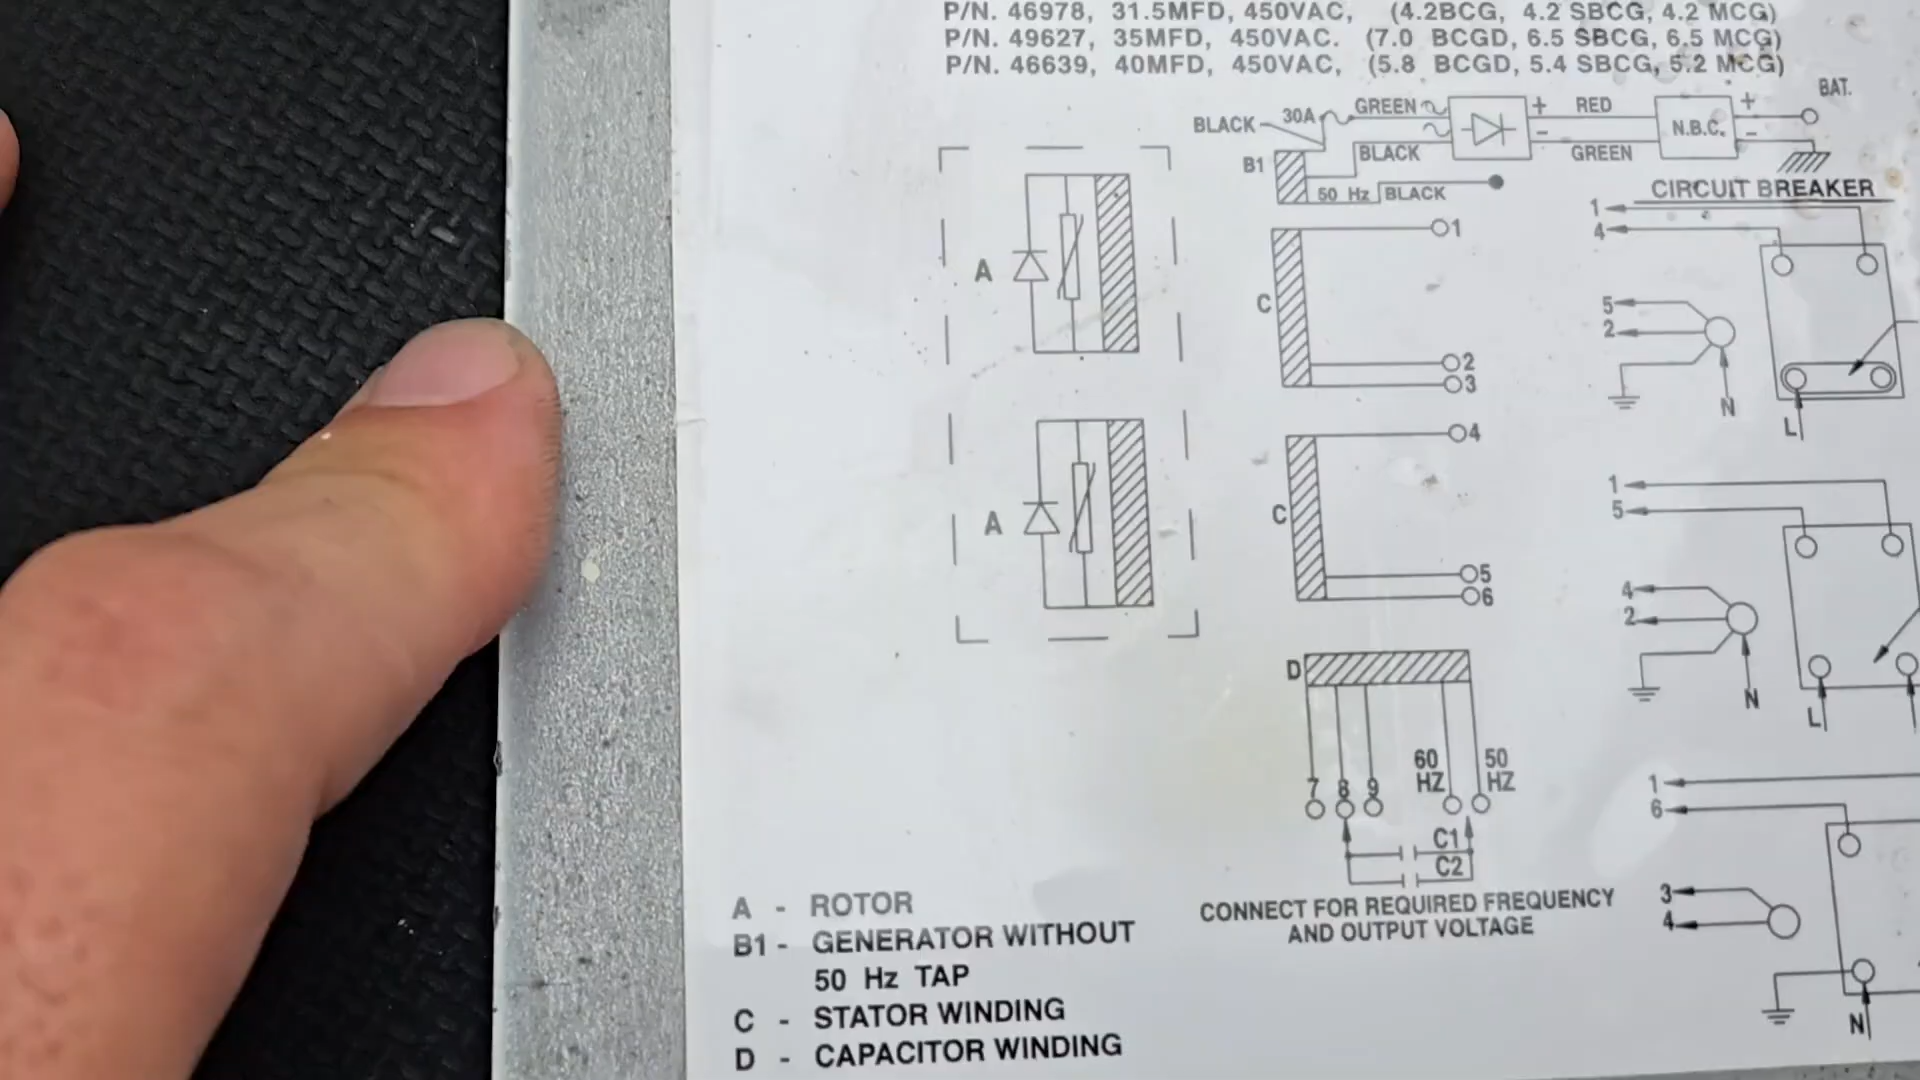 P/N. 46978, 31.5MFD, 450VAC, (4.2BCG, 4.2 SBCG, 4.2 MCG)
P/N. 49627, 35MFD, 450VAC. (7.0 BCGD, 6.5 SBCG, 6.5 MCG)
P/N. 46639, 40MFD, 450VAC, (5.8 BCGD, 5.4 SBCG, 5.2 MCG)
BLACK 30A GREEN + RED + BAT.
- N.B.C. -
B1 BLACK GREEN
50 Hz BLACK
CIRCUIT BREAKER
1
4
A
C
1
2
3
5
2
N
L
A
C
4
5
6
1
5
4
2
N
L
D
7 8 9
60 HZ
50 HZ
C1
C2
CONNECT FOR REQUIRED FREQUENCY
AND OUTPUT VOLTAGE
1
6
3
4
N
A - ROTOR
B1 - GENERATOR WITHOUT
50 Hz TAP
C - STATOR WINDING
D - CAPACITOR WINDING